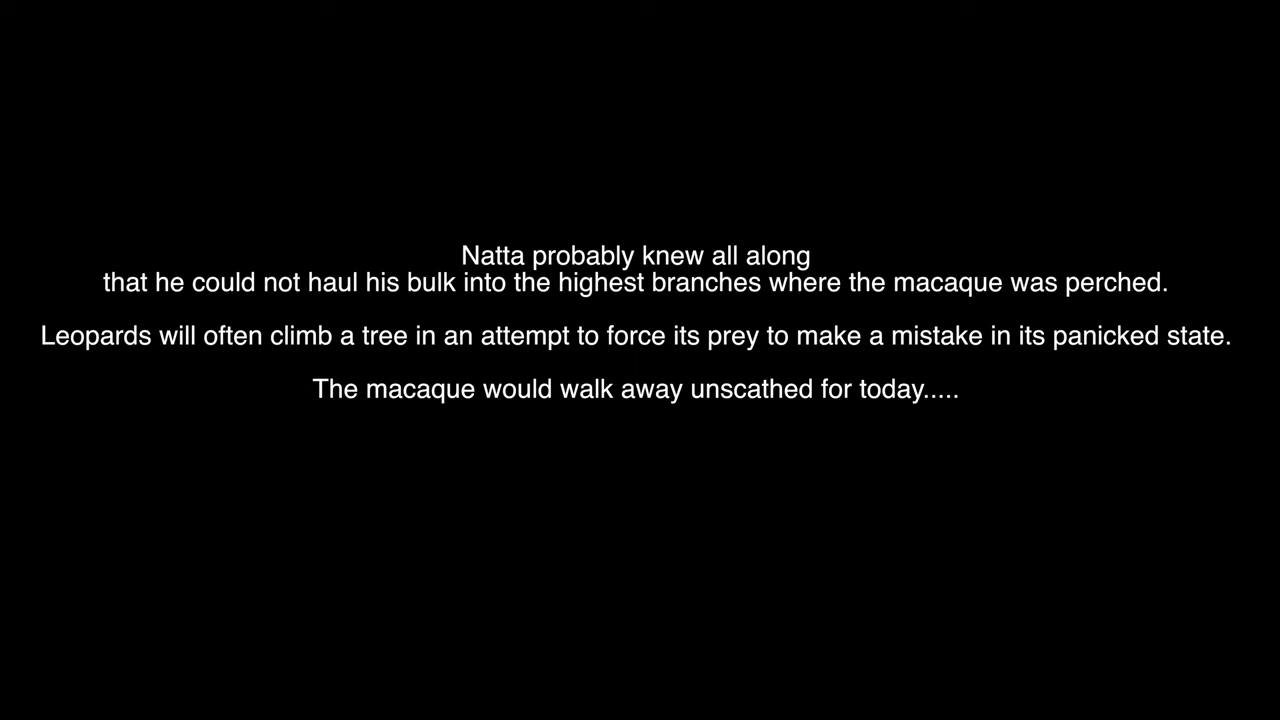 Natta probably knew all along
that he could not haul his bulk into the highest branches where the macaque was perched.
Leopards will often climb a tree in an attempt to force its prey to make a mistake in its panicked state.
The macaque would walk away unscathed for today.....